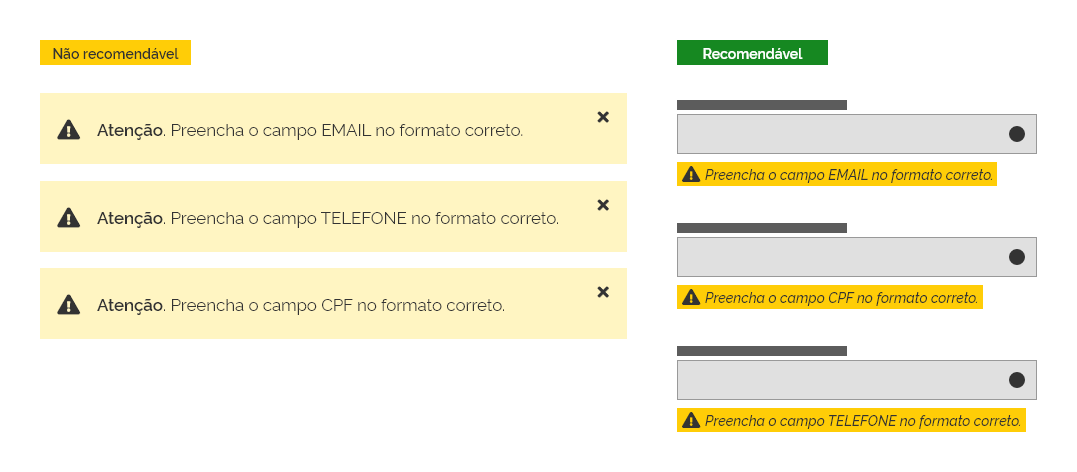 Não recomendável
Atenção. Preencha o campo EMAIL no formato correto.
Atenção. Preencha o campo TELEFONE no formato correto.
Atenção. Preencha o campo CPF no formato correto.
Recomendável
Preencha o campo EMAIL no formato correto.
Preencha o campo CPF no formato correto.
Preencha o campo TELEFONE no formato correto.